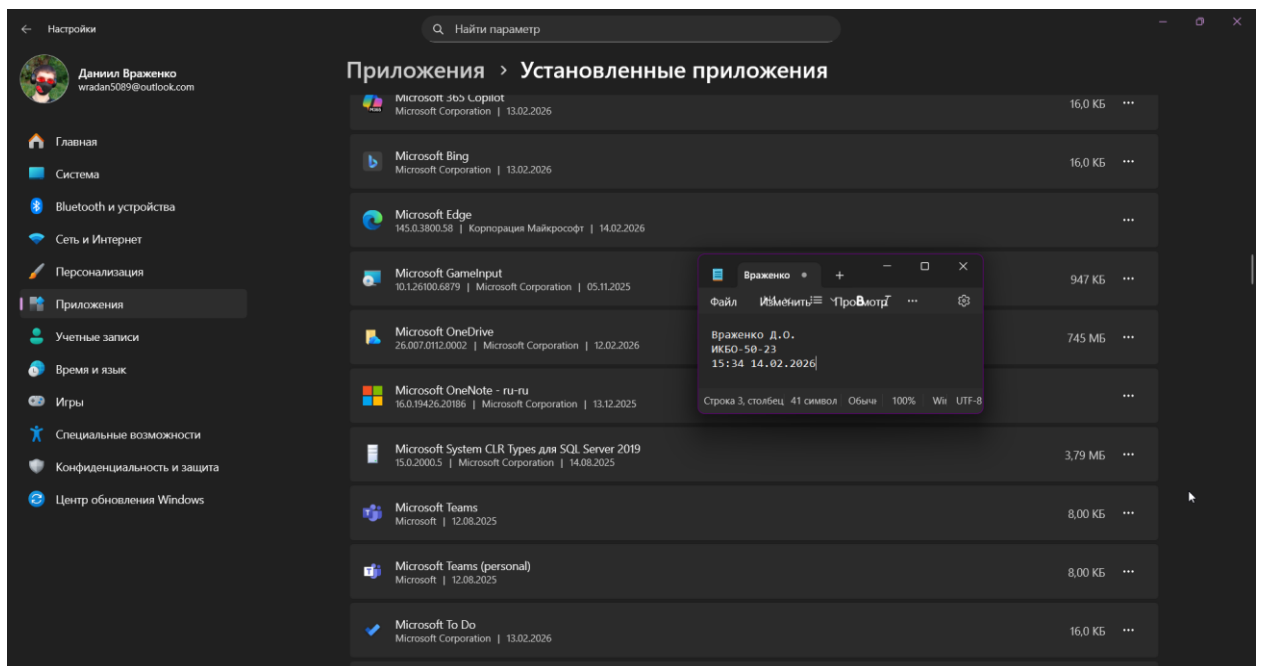 Настройки
Найти параметр
Даниил Враженко
wradan5089@outlook.com
Главная
Система
Bluetooth и устройства
Сеть и Интернет
Персонализация
Приложения
Учетные записи
Время и язык
Игры
Специальные возможности
Конфиденциальность и защита
Центр обновления Windows
Приложения > Установленные приложения
Microsoft 365 Copilot
Microsoft Corporation | 13.02.2026
16,0 КБ
Microsoft Bing
Microsoft Corporation | 13.02.2026
16,0 КБ
Microsoft Edge
145.0.3800.58 | Корпорация Майкрософт | 14.02.2026
Microsoft GameInput
10.1.26100.6879 | Microsoft Corporation | 05.11.2025
947 КБ
Microsoft OneDrive
26.007.0112.0002 | Microsoft Corporation | 12.02.2026
745 МБ
Microsoft OneNote - ru-ru
16.0.19426.20186 | Microsoft Corporation | 13.12.2025
Microsoft System CLR Types для SQL Server 2019
15.0.2000.5 | Microsoft Corporation | 14.08.2025
3,79 МБ
Microsoft Teams
Microsoft | 12.08.2025
8,00 КБ
Microsoft Teams (personal)
Microsoft | 12.08.2025
8,00 КБ
Microsoft To Do
Microsoft Corporation | 13.02.2026
16,0 КБ
Враженко
Файл Изменить Просмотр
Враженко Д.О.
ИКБО-50-23
15:34 14.02.2026
Строка 3, столбец 41 символ Обычн 100% Wii UTF-8